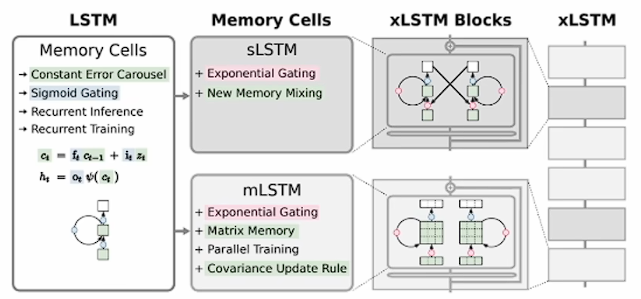 LSTM
Memory Cells
xLSTM Blocks
xLSTM
Memory Cells
→ Constant Error Carousel
→ Sigmoid Gating
→ Recurrent Inference
→ Recurrent Training
cₜ = fₜ cₜ₋₁ + iₜ zₜ
hₜ = oₜ ψ( cₜ )
sLSTM
+ Exponential Gating
+ New Memory Mixing
mLSTM
+ Exponential Gating
+ Matrix Memory
+ Parallel Training
+ Covariance Update Rule